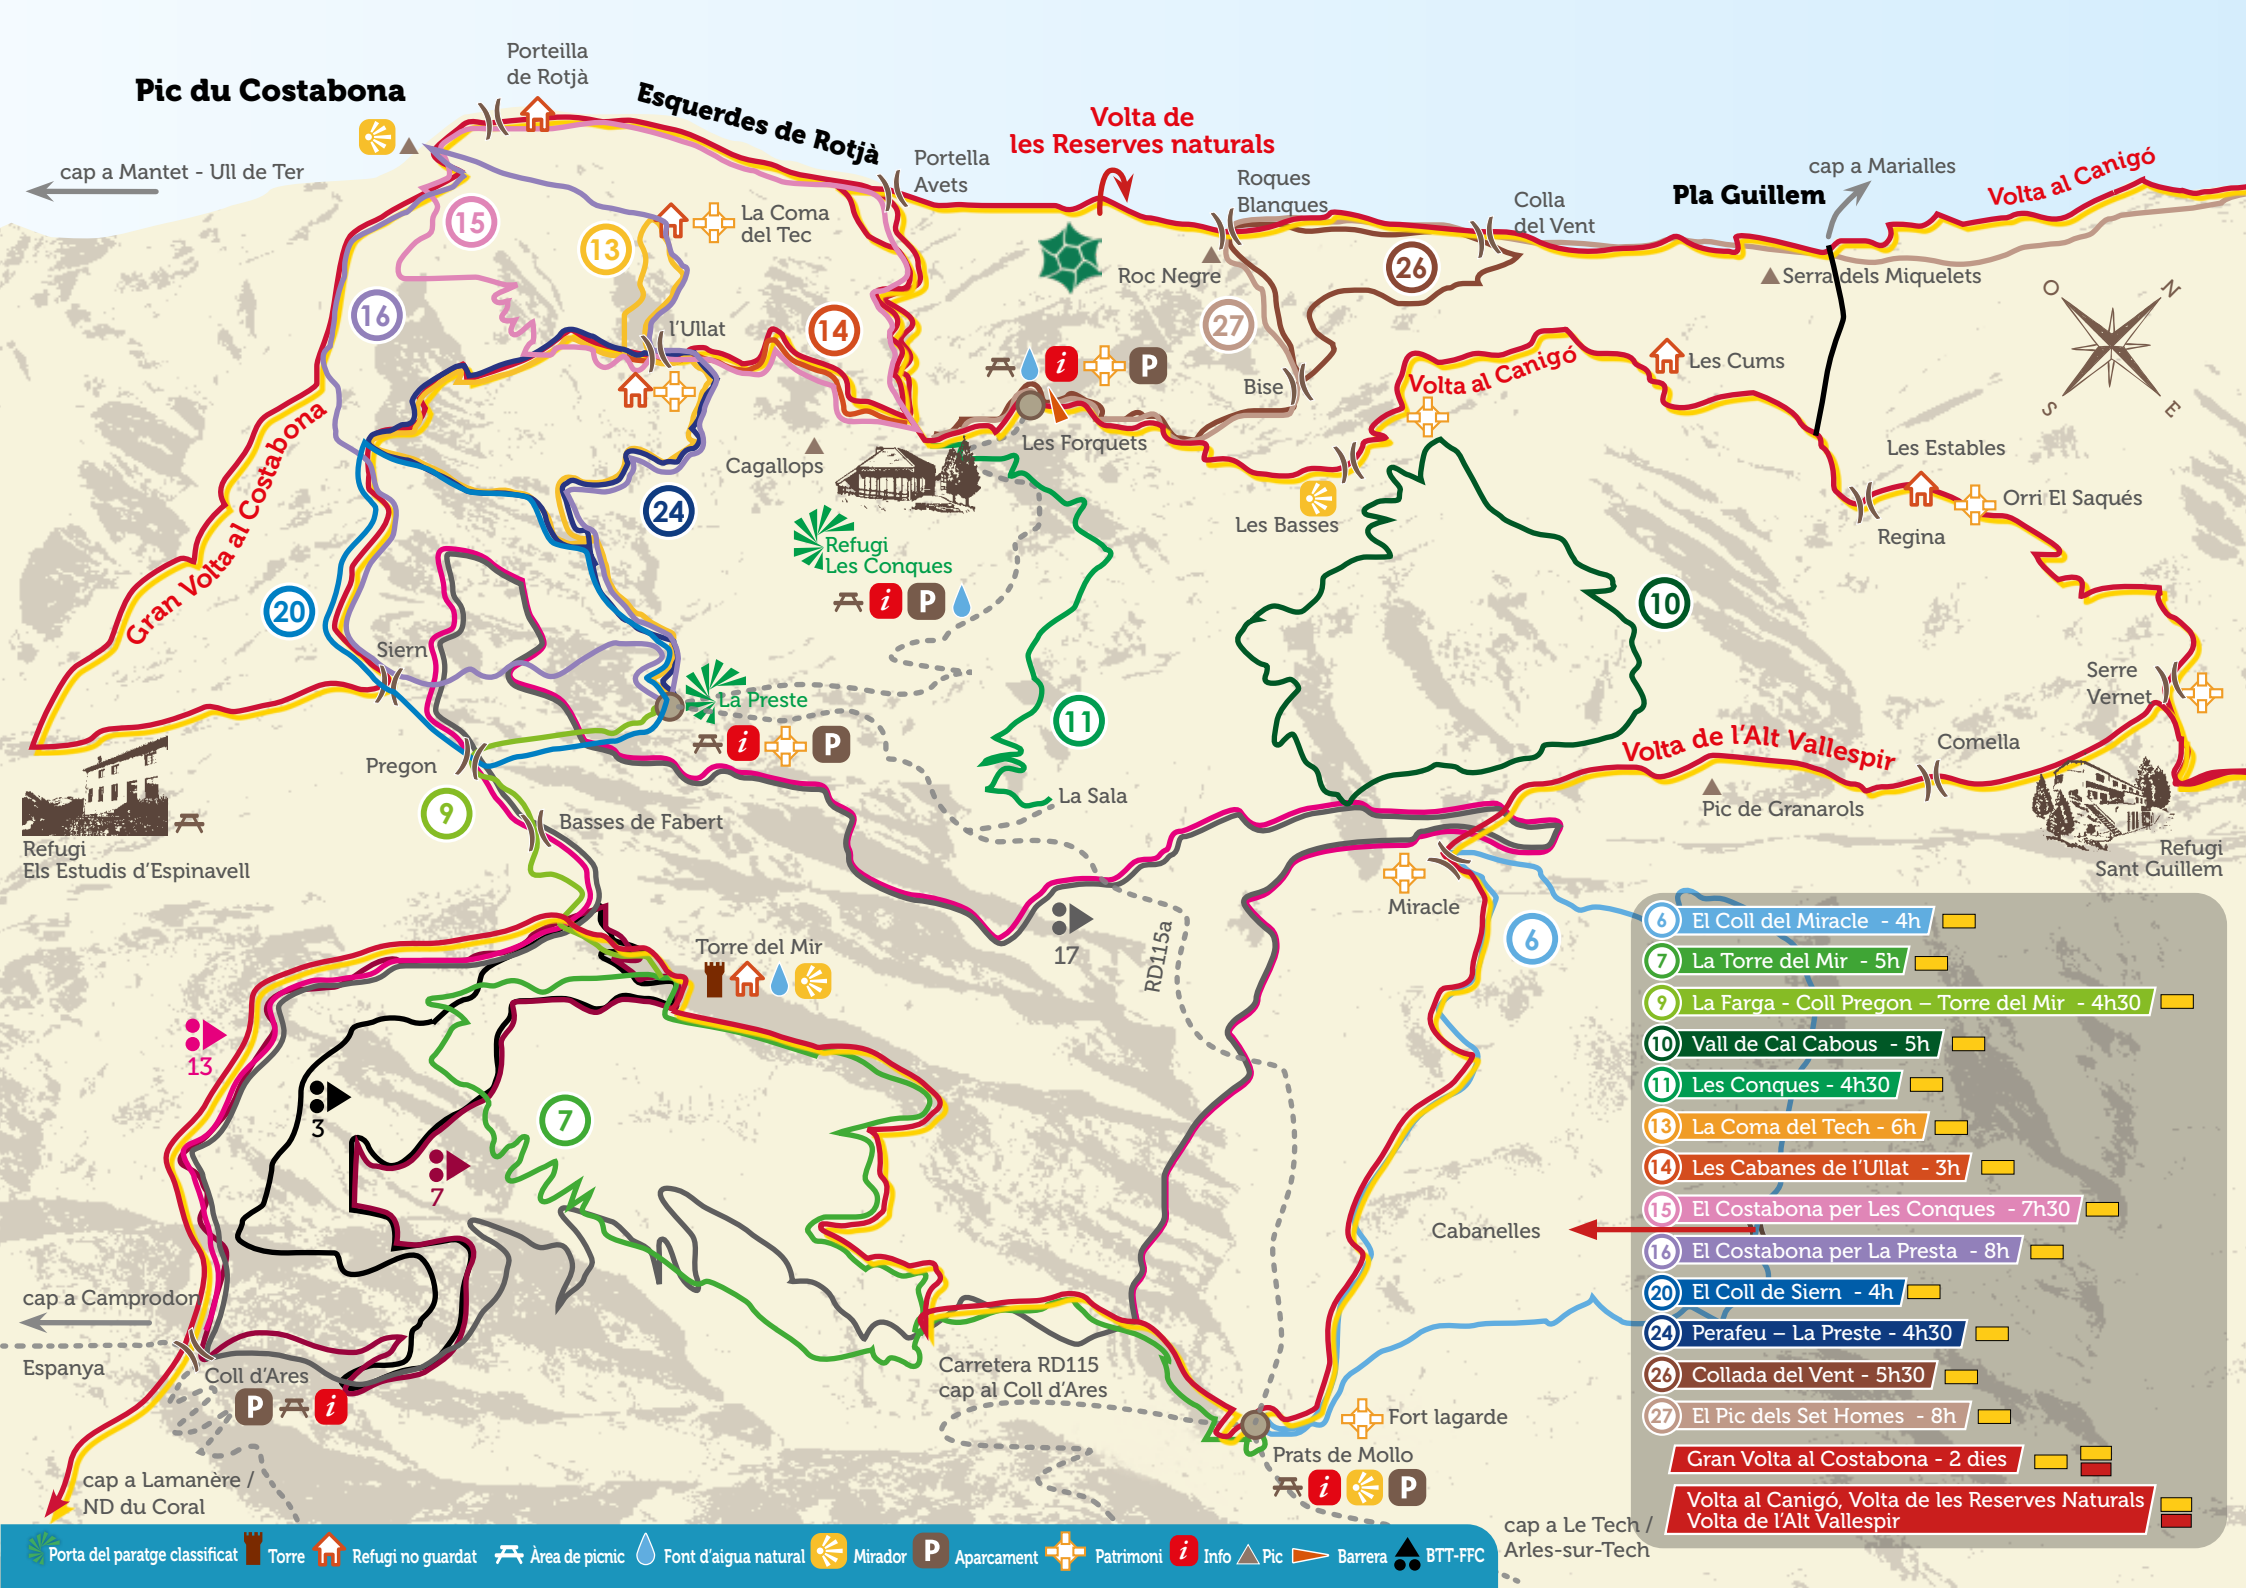 Porteilla
de Rotjà
Pic du Costabona
Esquerdes de Rotjà
Volta de
les Reserves naturals
Portella
Avets
Roques
Blanques
Colla
del Vent
Pla Guillem
cap a Marialles
Volta al Canigó
cap a Mantet - Ull de Ter
15
13
La Coma
del Tec
16
14
l'Ullat
Roc Negre
26
27
Serra dels Miquelets
O
N
S
E
i
P
Bise
Volta al Canigó
Les Cums
Les Forquets
Cagallops
Les Basses
Les Estables
Orri El Saqués
Regina
Gran Volta al Costabona
24
Refugi
Les Conques
i
P
20
Siern
10
La Preste
11
Serre
Vernet
i
P
Pregon
Volta de l'Alt Vallespir
Comella
Pic de Granarols
9
La Sala
Basses de Fabert
Refugi
Els Estudis d'Espinavell
Refugi
Sant Guillem
Miracle
6
17
RD115a
Torre del Mir
13
3
7
7
Cabanelles
cap a Camprodon
Espanya
Coll d'Ares
P
i
Carretera RD115
cap al Coll d'Ares
Fort lagarde
Prats de Mollo
i
P
cap a Lamanère /
ND du Coral
cap a Le Tech /
Arles-sur-Tech
6 El Coll del Miracle - 4h
7 La Torre del Mir - 5h
9 La Farga - Coll Pregon – Torre del Mir - 4h30
10 Vall de Cal Cabous - 5h
11 Les Conques - 4h30
13 La Coma del Tech - 6h
14 Les Cabanes de l'Ullat - 3h
15 El Costabona per Les Conques - 7h30
16 El Costabona per La Presta - 8h
20 El Coll de Siern - 4h
24 Perafeu – La Preste - 4h30
26 Collada del Vent - 5h30
27 El Pic dels Set Homes - 8h
Gran Volta al Costabona - 2 dies
Volta al Canigó, Volta de les Reserves Naturals
Volta de l'Alt Vallespir
Porta del paratge classificat Torre Refugi no guardat Àrea de picnic Font d'aigua natural Mirador P Aparcament Patrimoni i Info Pic Barrera BTT-FFC